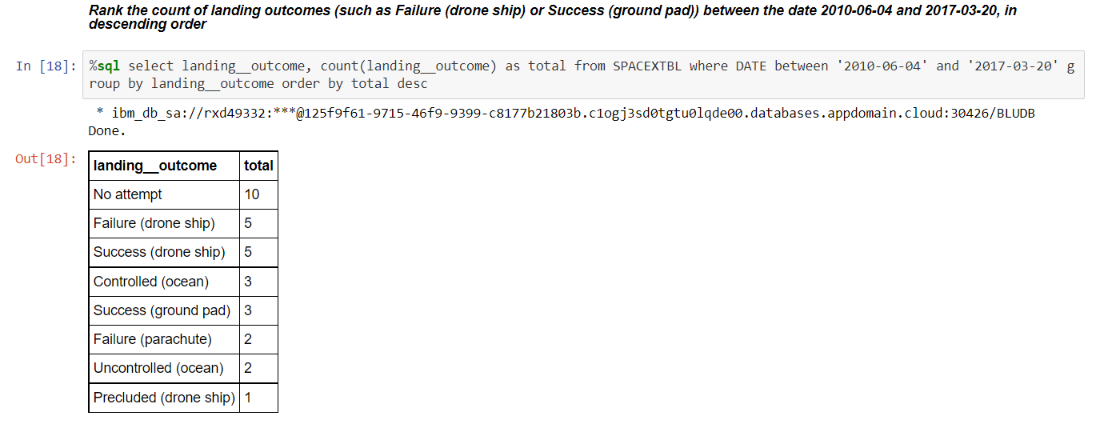 Rank the count of landing outcomes (such as Failure (drone ship) or Success (ground pad)) between the date 2010-06-04 and 2017-03-20, in
descending order
In [18]: %sql select landing__outcome, count(landing__outcome) as total from SPACEXTBL where DATE between '2010-06-04' and '2017-03-20' g
roup by landing__outcome order by total desc
* ibm_db_sa://rxd49332:***@125f9f61-9715-46f9-9399-c8177b21803b.c1ogj3sd0tgtu0lqde00.databases.appdomain.cloud:30426/BLUDB
Done.
Out[18]: landing__outcome total
No attempt 10
Failure (drone ship) 5
Success (drone ship) 5
Controlled (ocean) 3
Success (ground pad) 3
Failure (parachute) 2
Uncontrolled (ocean) 2
Precluded (drone ship) 1